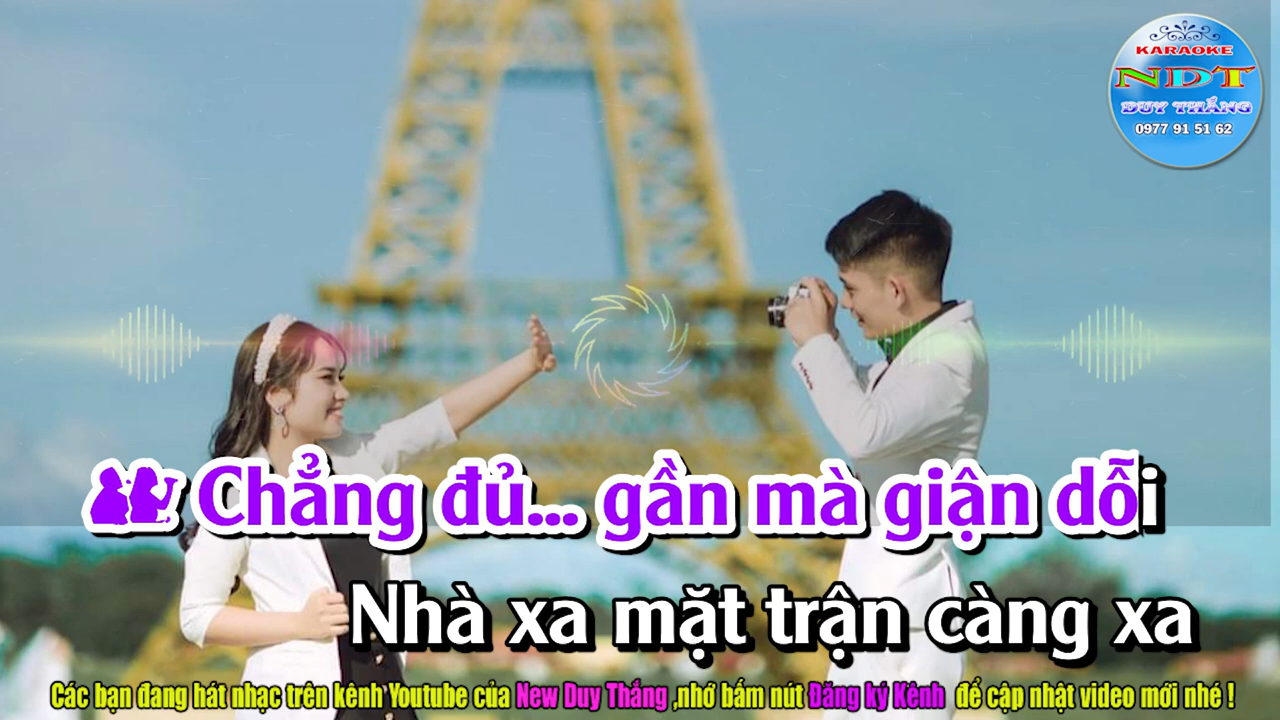 KARAOKE
NDT
DUY THẮNG
0977 91 51 62
Chẳng đủ... gần mà giận dỗi
Nhà xa mặt trận càng xa
Các bạn đang hát nhạc trên kênh Youtube của New Duy Thắng ,nhớ bấm nút Đăng ký Kênh để cập nhật video mới nhé !